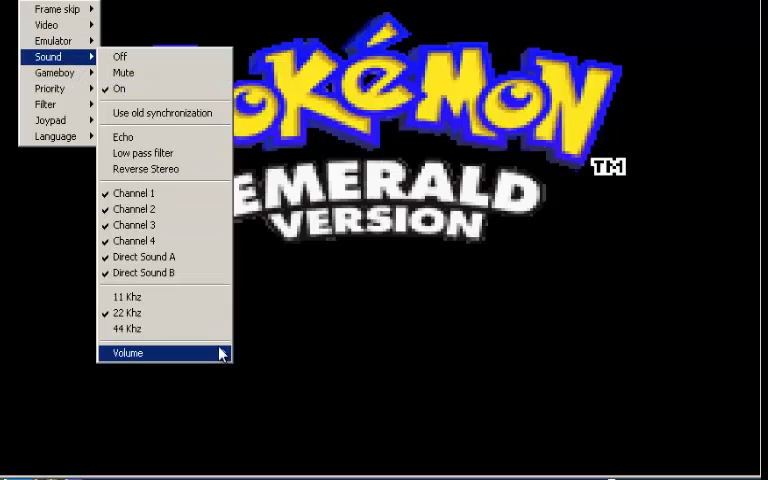 Frame skip
Video
Emulator
Sound
Gameboy
Priority
Filter
Joypad
Language
Off
Mute
On
Use old synchronization
Echo
Low pass filter
Reverse Stereo
Channel 1
Channel 2
Channel 3
Channel 4
Direct Sound A
Direct Sound B
11 Khz
22 Khz
44 Khz
Volume
POKéMON
TM
EMERALD
VERSION